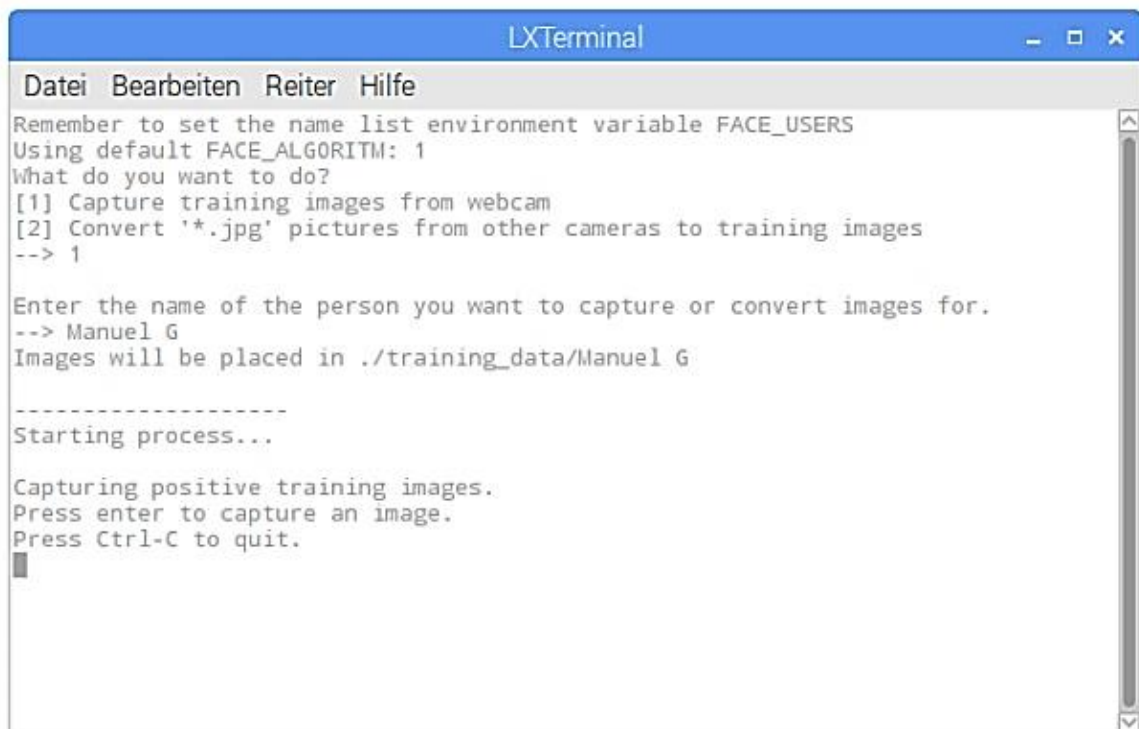 LXTerminal
Datei Bearbeiten Reiter Hilfe
Remember to set the name list environment variable FACE_USERS
Using default FACE_ALGORITM: 1
What do you want to do?
[1] Capture training images from webcam
[2] Convert '*.jpg' pictures from other cameras to training images
--> 1
Enter the name of the person you want to capture or convert images for.
--> Manuel G
Images will be placed in ./training_data/Manuel G
--------------------
Starting process...
Capturing positive training images.
Press enter to capture an image.
Press Ctrl-C to quit.